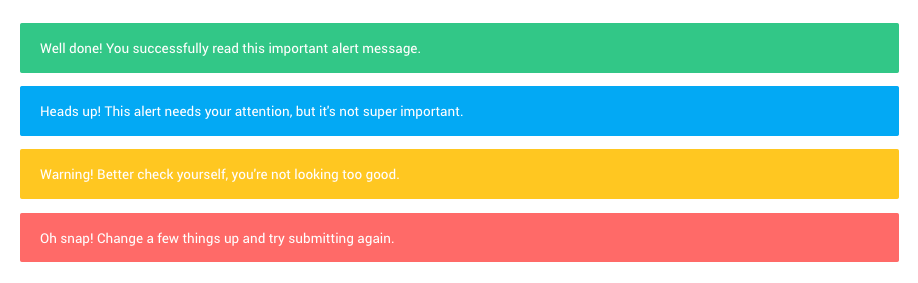 Well done! You successfully read this important alert message.
Heads up! This alert needs your attention, but it's not super important.
Warning! Better check yourself, you're not looking too good.
Oh snap! Change a few things up and try submitting again.